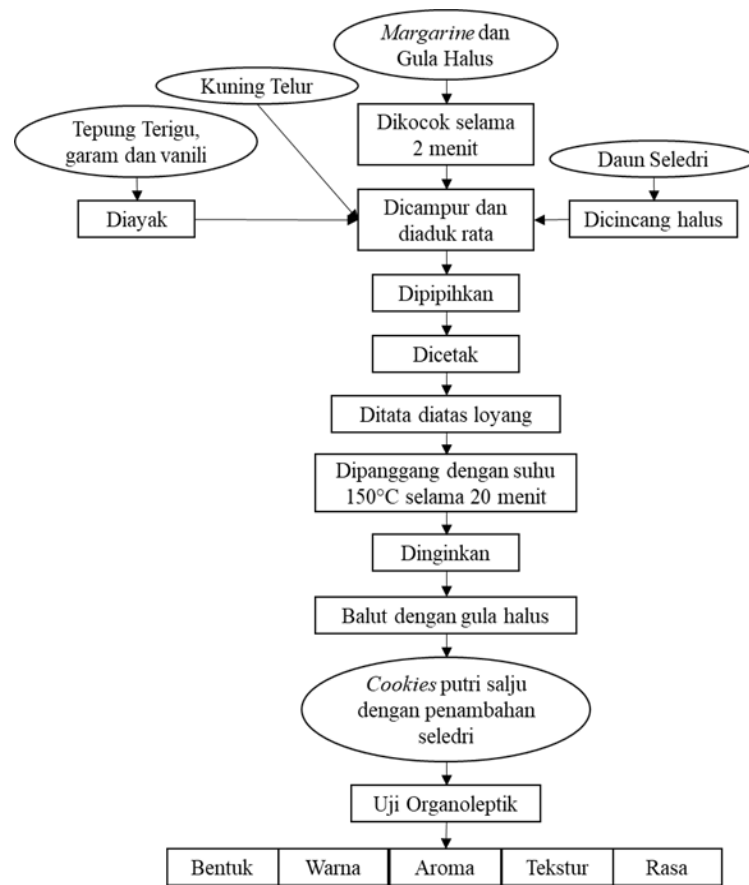 Margarine dan
Gula Halus
Kuning Telur
Dikocok selama
2 menit
Tepung Terigu,
garam dan vanili
Daun Seledri
Diayak
Dicampur dan
diaduk rata
Dicincang halus
Dipipihkan
Dicetak
Ditata diatas loyang
Dipanggang dengan suhu
150°C selama 20 menit
Dinginkan
Balut dengan gula halus
Cookies putri salju
dengan penambahan
seledri
Uji Organoleptik
Bentuk Warna Aroma Tekstur Rasa